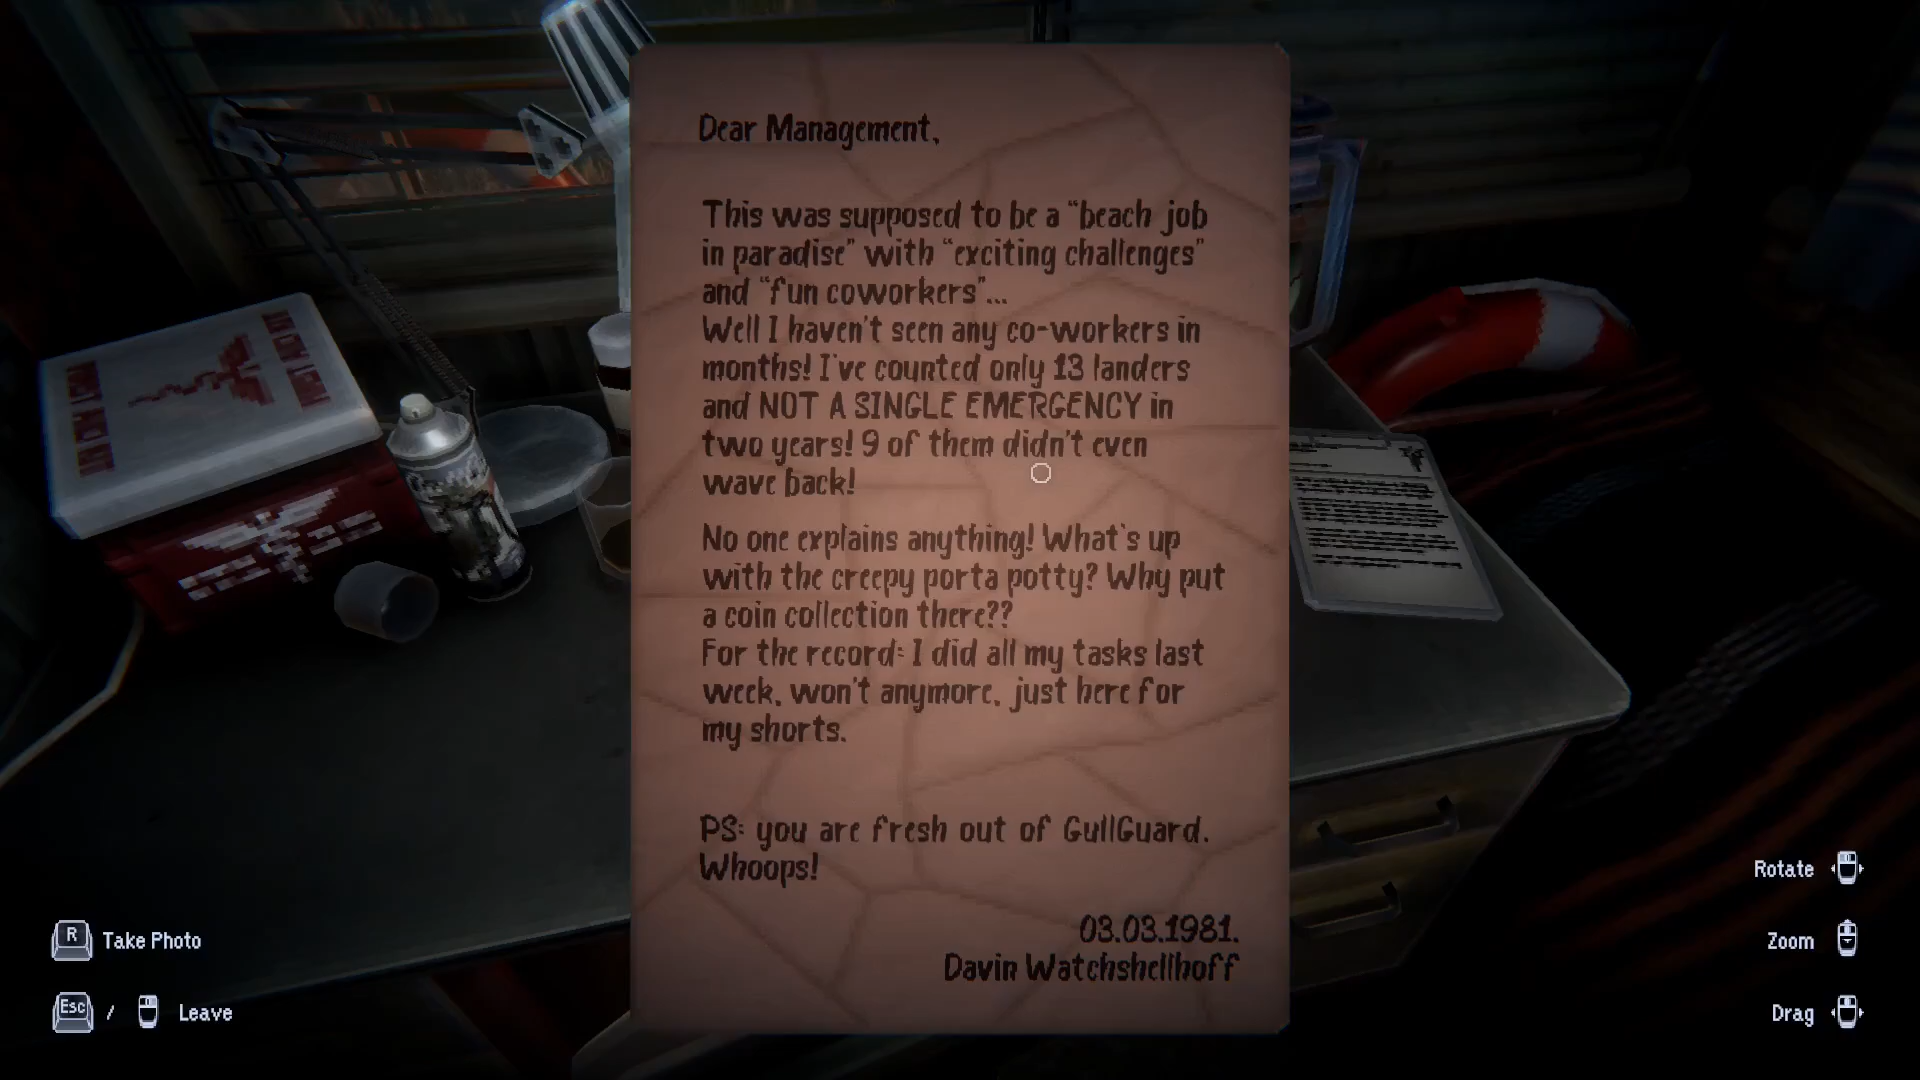 Dear Management,
This was supposed to be a "beach job
in paradise" with "exciting challenges"
and "fun coworkers"...
Well I haven't seen any co-workers in
months! I've counted only 13 landers
and NOT A SINGLE EMERGENCY in
two years! 9 of them didn't even
wave back!
No one explains anything! What's up
with the creepy porta potty? Why put
a coin collection there??
For the record: I did all my tasks last
week, won't anymore, just here for
my shorts.
PS: you are fresh out of GullGuard.
Whoops!
03.03.1981.
Davin Watchshellhoff
R Take Photo
Esc / Leave
Rotate
Zoom
Drag